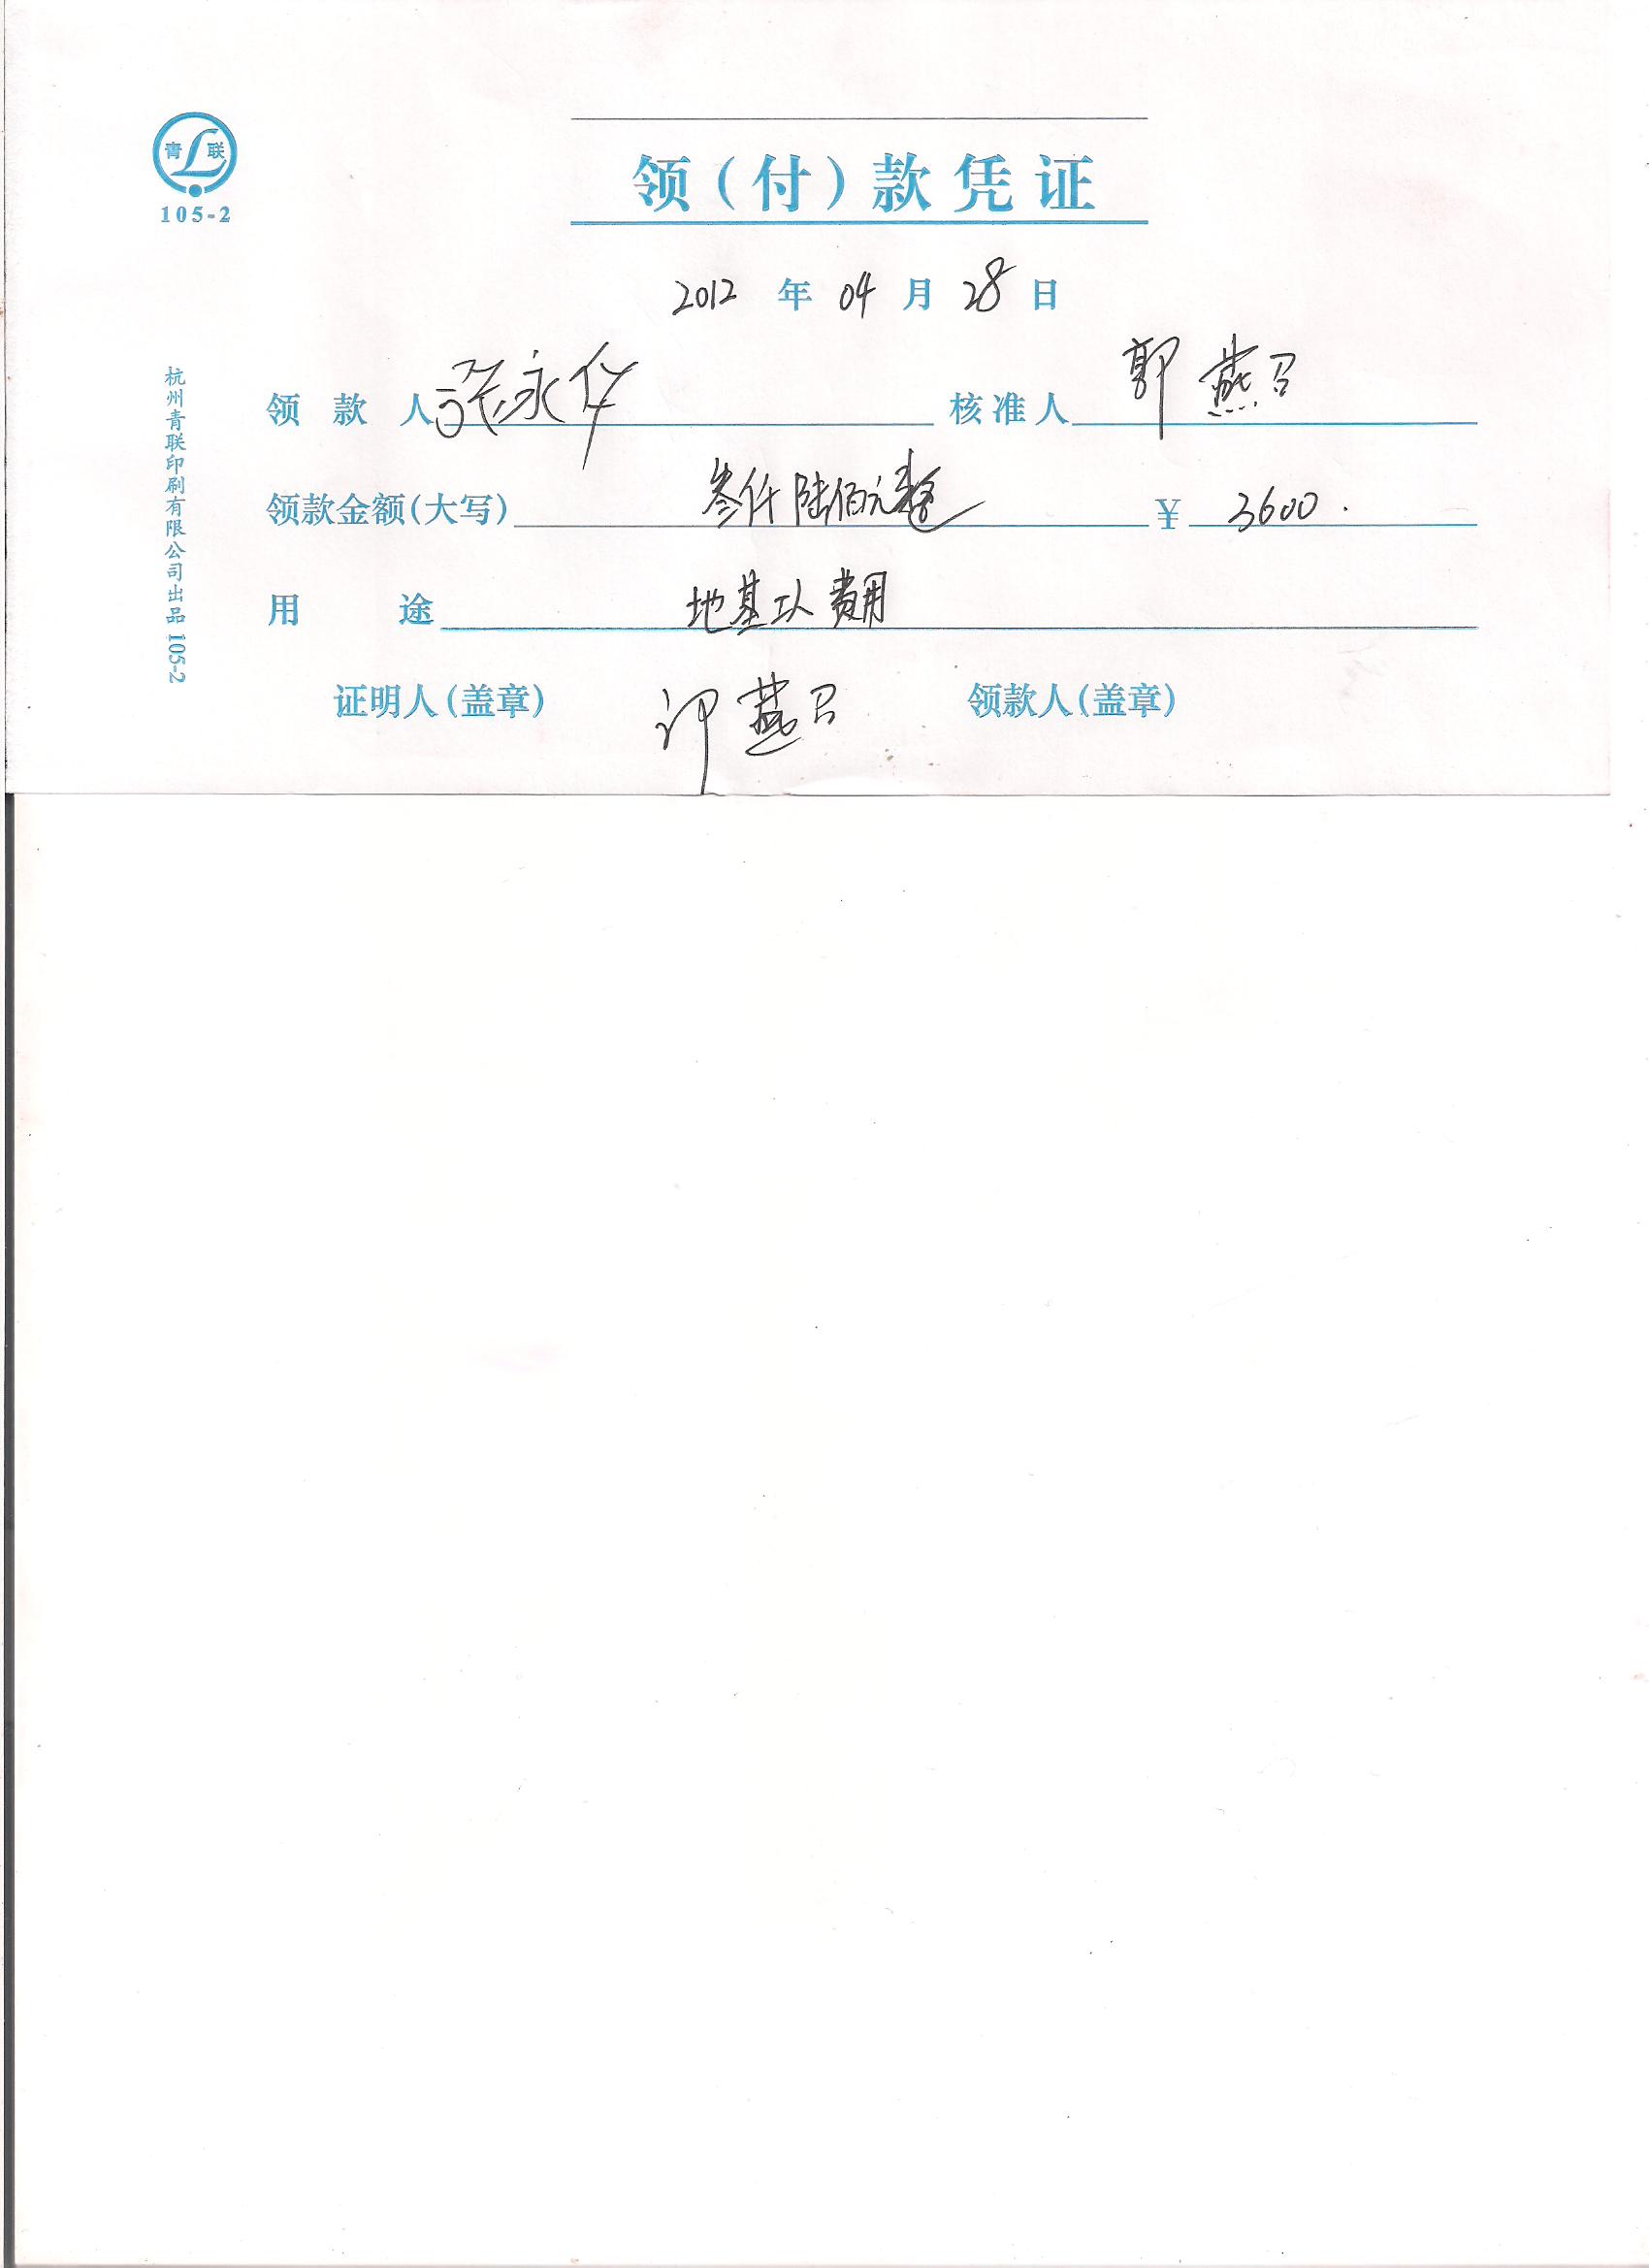 青 联
105-2
领(付)款凭证
2012 年 04 月 28 日
领款人 张永华 核准人 郭燕召
领款金额(大写) 叁仟陆佰元整 ¥ 3600.
用途 地基工人费用
证明人(盖章) 燕召 领款人(盖章)
杭州青联印刷有限公司出品 105-2